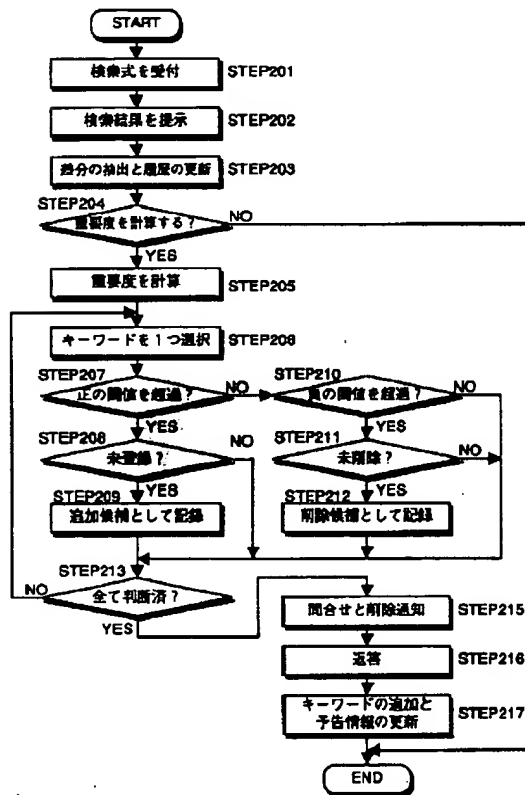 START
検索式を受付
STEP201
検索結果を提示
STEP202
差分の抽出と履歴の更新
STEP203
STEP204
重要度を計算する？
NO
YES
重要度を計算
STEP205
キーワードを１つ選択
STEP206
STEP207
正の閾値を超過？
NO
YES
STEP210
負の閾値を超過？
NO
YES
STEP208
未登録？
NO
YES
STEP211
未削除？
NO
YES
STEP209
追加候補として記録
STEP212
削除候補として記録
STEP213
全て判断済？
NO
YES
問合せと削除通知
STEP215
返答
STEP216
キーワードの追加と
予告情報の更新
STEP217
END